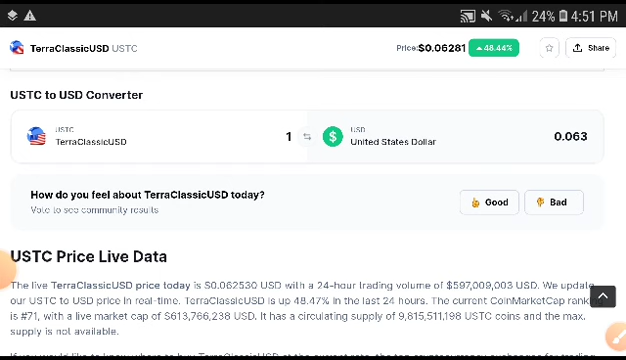 24% 4:51 PM
TerraClassicUSD USTC Price:$0.06281 48.44% Share
USTC to USD Converter
USTC
TerraClassicUSD 1
USD
United States Dollar 0.063
How do you feel about TerraClassicUSD today?
Vote to see community results
Good Bad
USTC Price Live Data
The live TerraClassicUSD price today is $0.062530 USD with a 24-hour trading volume of $597,009,003 USD. We update
our USTC to USD price in real-time. TerraClassicUSD is up 48.47% in the last 24 hours. The current CoinMarketCap
is #71, with a live market cap of $613,766,238 USD. It has a circulating supply of 9,815,511,198 USTC coins and the max.
supply is not available.